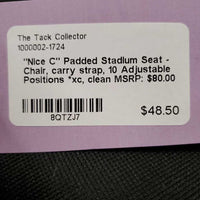 The Tack Collector
1000002-1724
"Nice C" Padded Stadium Seat -
Chair, carry strap, 10 Adjustable
Positions *xc, clean MSRP: $80.00
8QTZJ7
$48.50